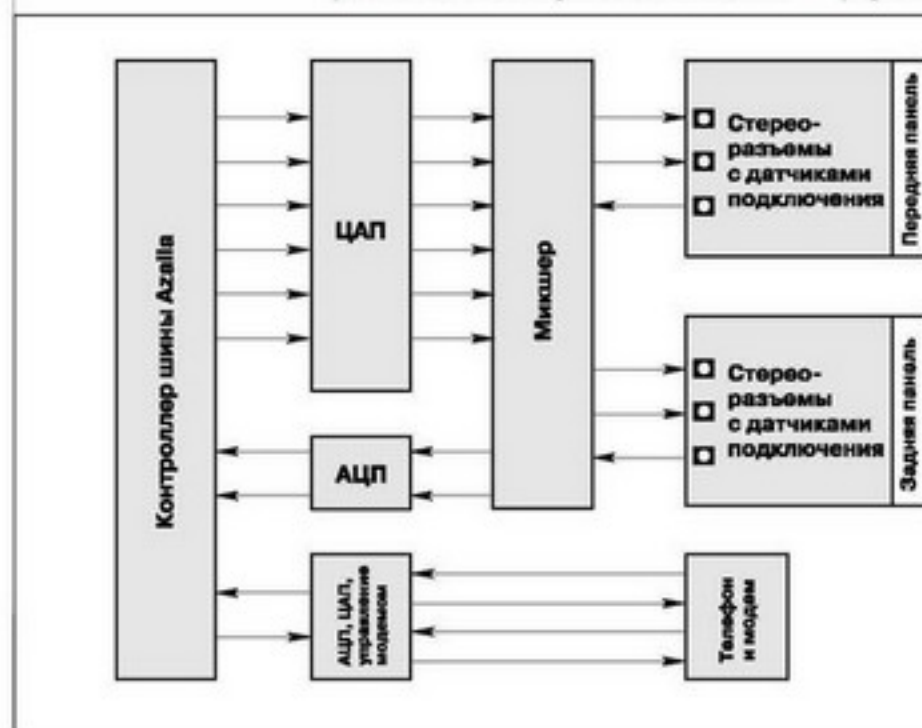 Контроллер шины Azalia
ЦАП
АЦП
АЦП, ЦАП,
управление
модемом
Микшер
Стерео-
разъемы
с датчиками
подключения
Передняя панель
Стерео-
разъемы
с датчиками
подключения
Задняя панель
Телефон
и модем